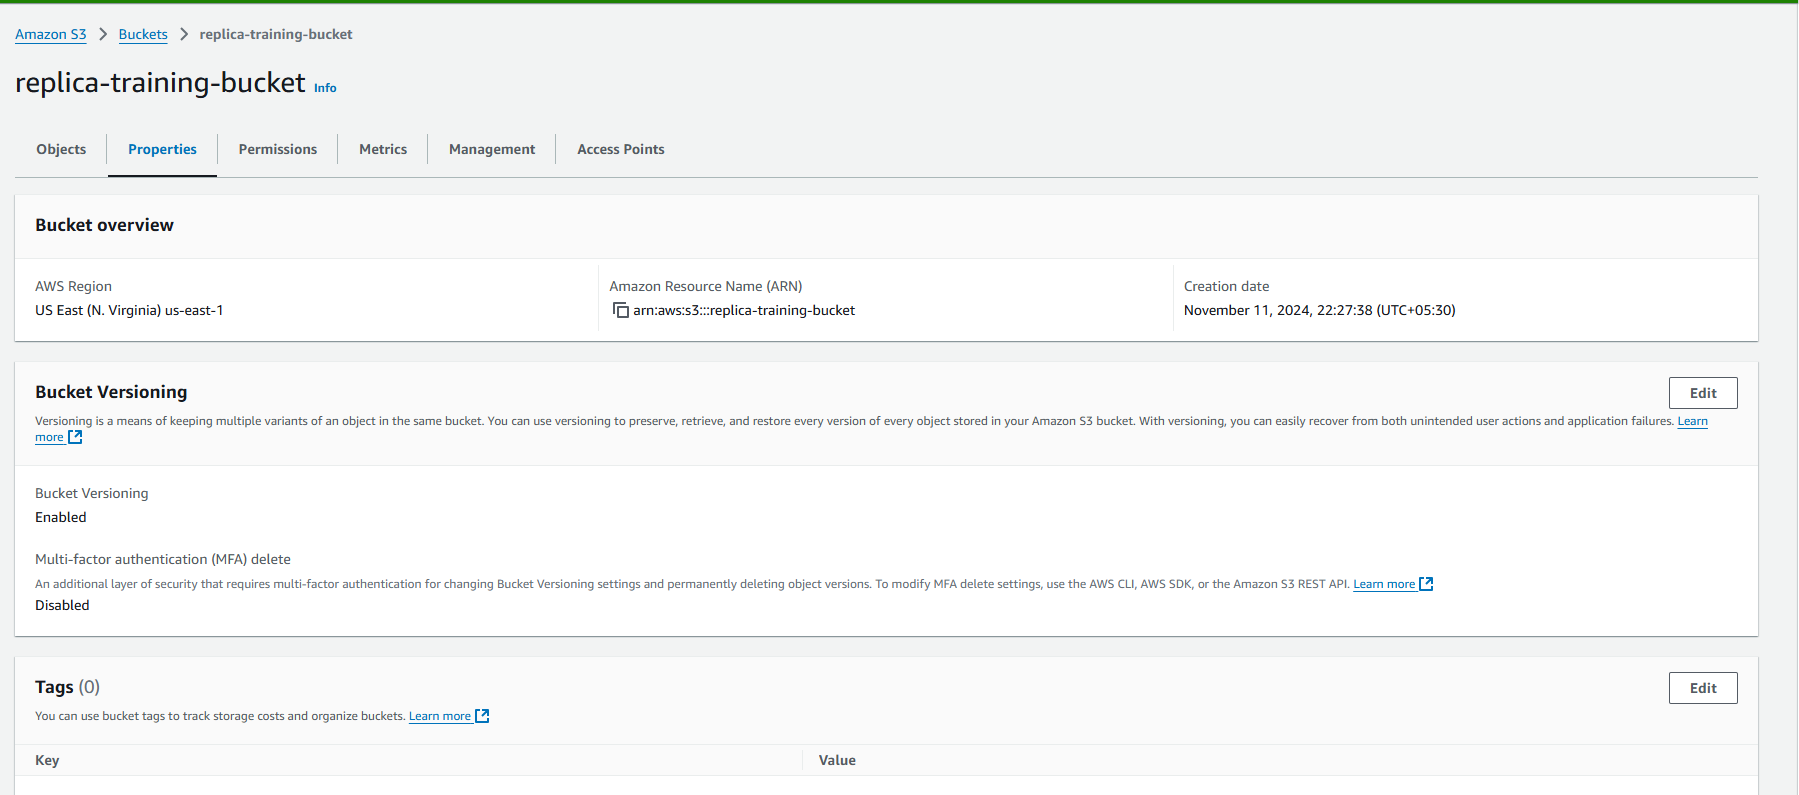 Amazon S3 > Buckets > replica-training-bucket
replica-training-bucket Info
Objects Properties Permissions Metrics Management Access Points
Bucket overview
AWS Region
US East (N. Virginia) us-east-1
Amazon Resource Name (ARN)
arn:aws:s3:::replica-training-bucket
Creation date
November 11, 2024, 22:27:38 (UTC+05:30)
Bucket Versioning
Edit
Versioning is a means of keeping multiple variants of an object in the same bucket. You can use versioning to preserve, retrieve, and restore every version of every object stored in your Amazon S3 bucket. With versioning, you can easily recover from both unintended user actions and application failures. Learn
more
Bucket Versioning
Enabled
Multi-factor authentication (MFA) delete
An additional layer of security that requires multi-factor authentication for changing Bucket Versioning settings and permanently deleting object versions. To modify MFA delete settings, use the AWS CLI, AWS SDK, or the Amazon S3 REST API. Learn more
Disabled
Tags (0)
Edit
You can use bucket tags to track storage costs and organize buckets. Learn more
Key Value